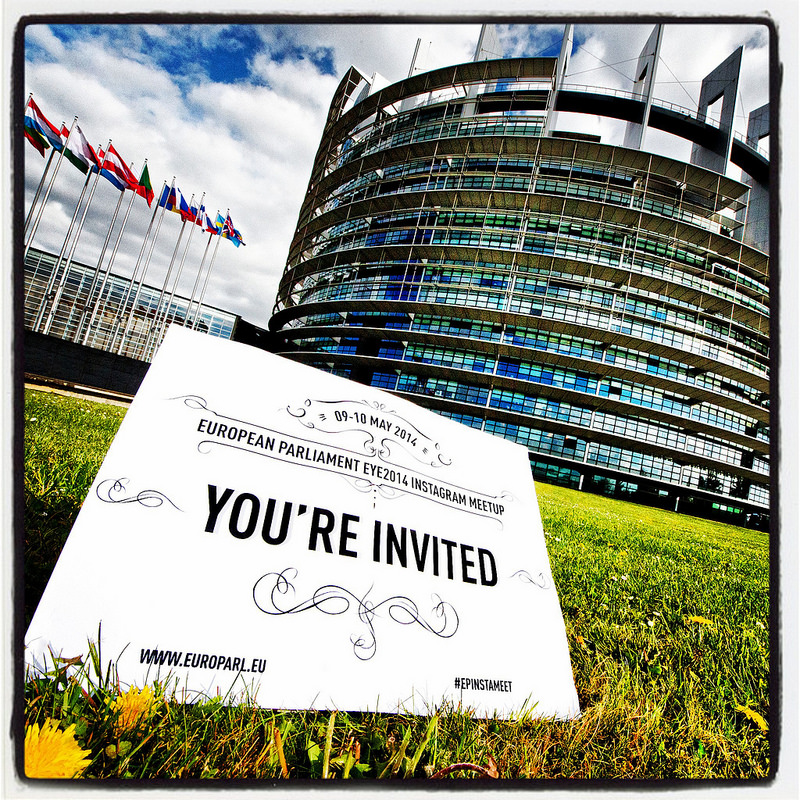 09-10 MAY 2014
EUROPEAN PARLIAMENT EYE2014 INSTAGRAM MEETUP
YOU'RE INVITED
WWW.EUROPARL.EU
#EPINSTAMEET